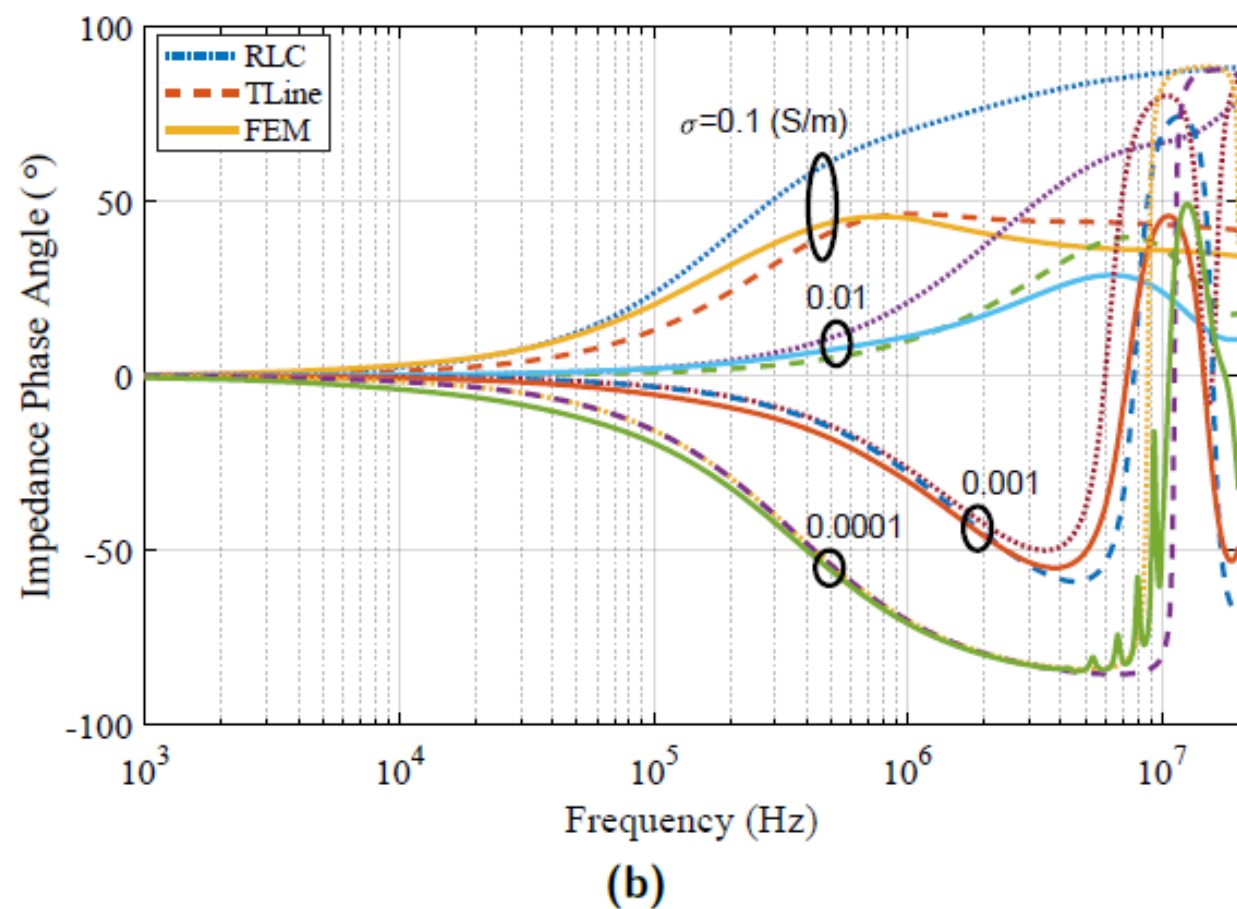 100
50
0
-50
-100
Impedance Phase Angle ( °)
RLC
TLine
FEM
σ=0.1 (S/m)
0.01
0.001
0.0001
10^3
10^4
10^5
10^6
10^7
Frequency (Hz)
(b)